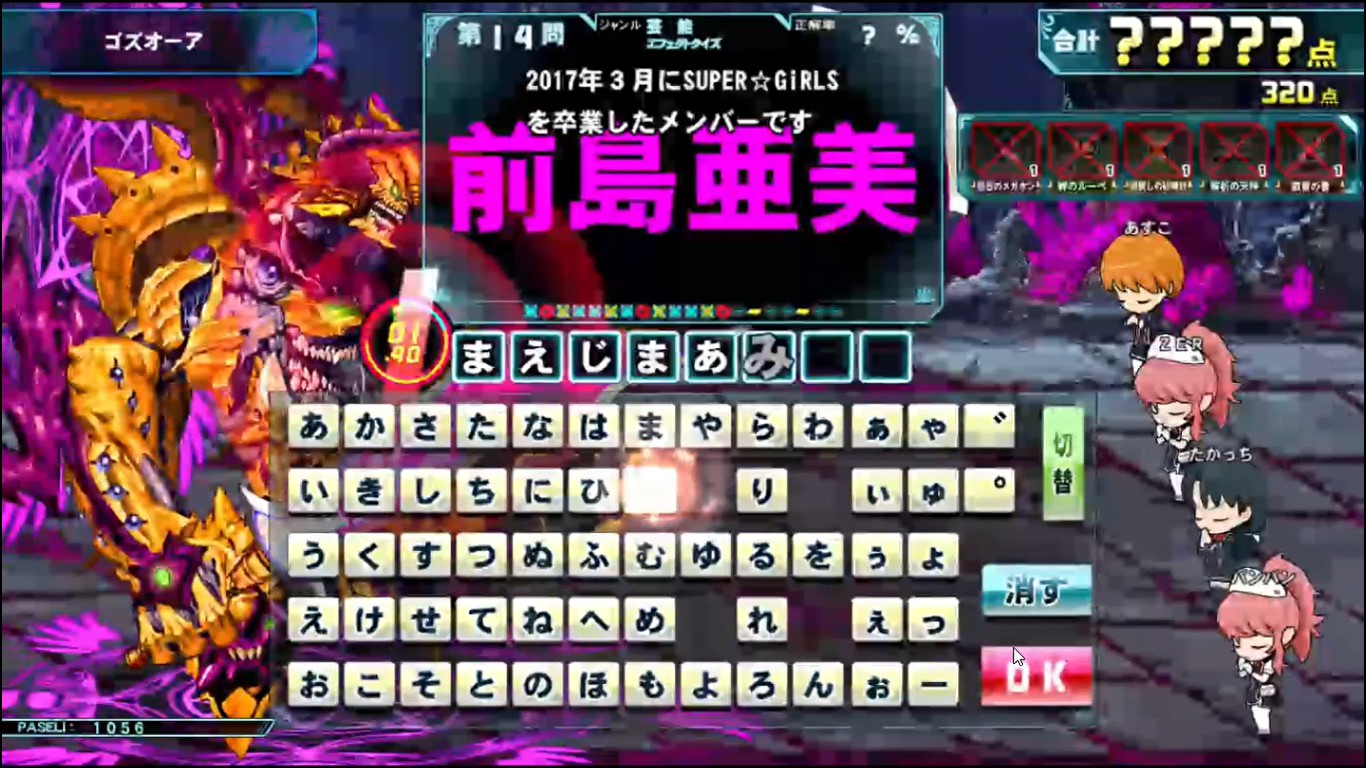 ゴズオーア
第14問
ジャンル 芸能
エフェクトクイズ
正解率 ?%
2017年3月にSUPER☆GiRLS
を卒業したメンバーです
前島亜美
合計?????点
320点
1 1 1 1 1
あすこ
ZER
たかっち
パンパン
01
.90
まえじまあみ
あかさたなはまやらわぁゃ゛
いきしちにひりぃゅ゜
うくすつぬふむゆるをぅょ
えけせてねへめれぇっ
おこそとのほもよろんぉー
切替
消す
OK
PASELI: 1056